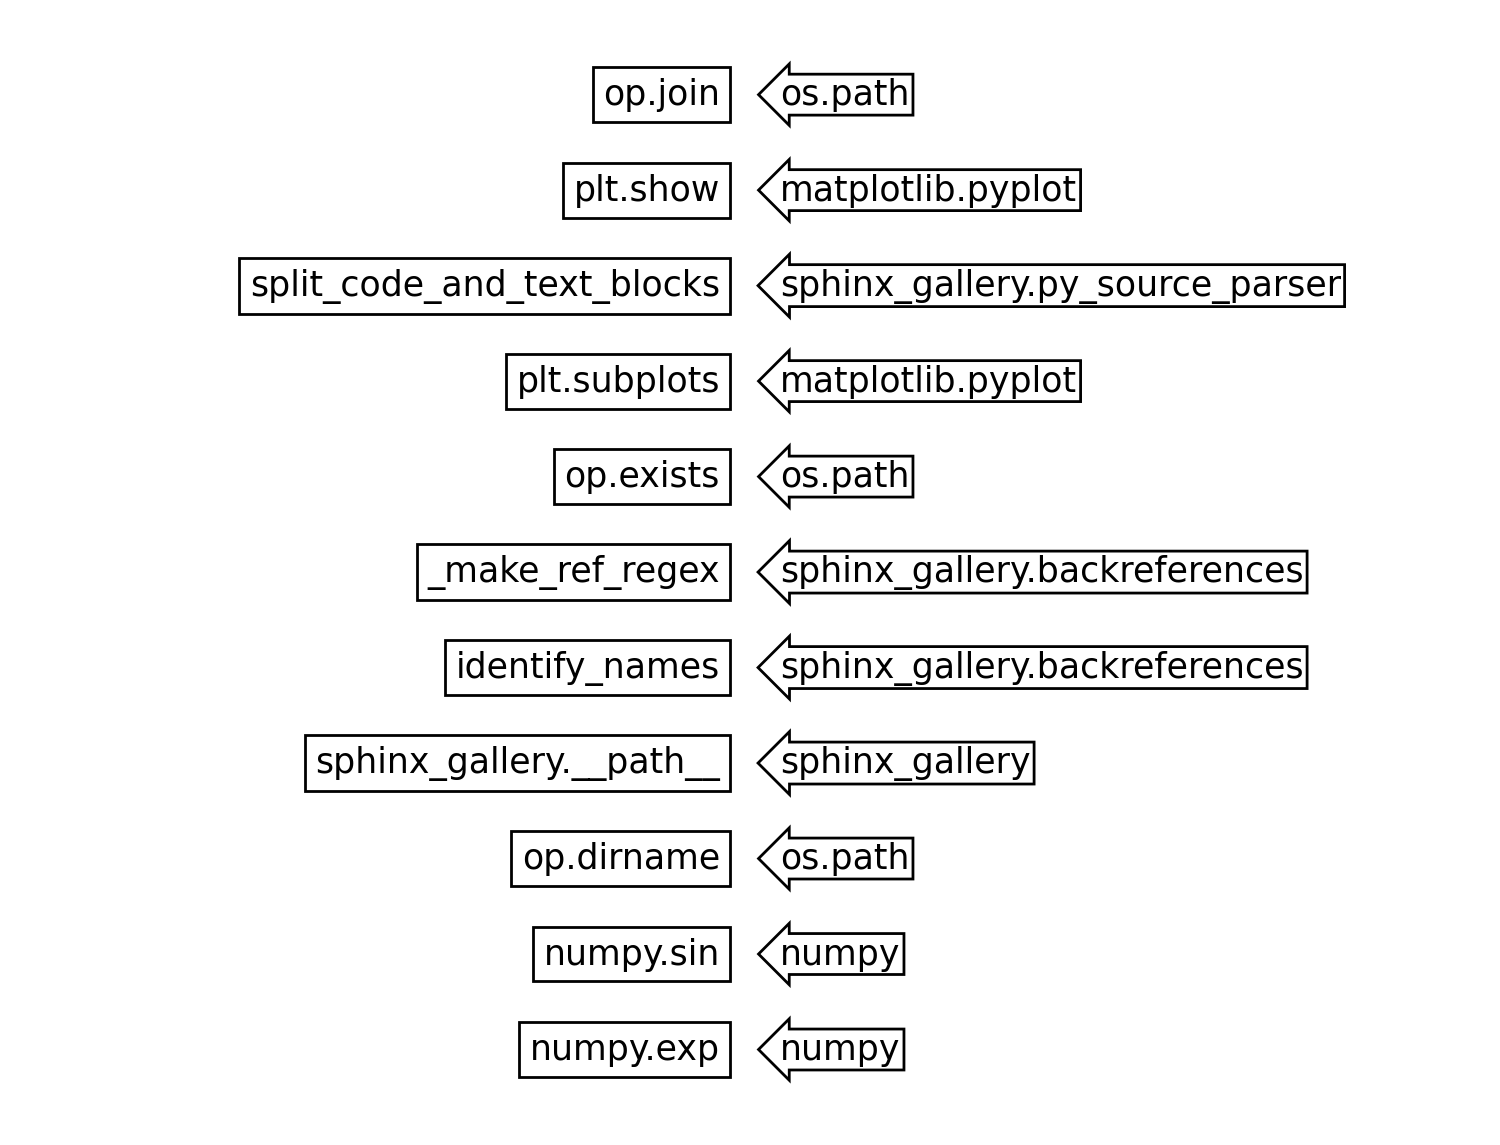 op.join os.path
plt.show matplotlib.pyplot
split_code_and_text_blocks sphinx_gallery.py_source_parser
plt.subplots matplotlib.pyplot
op.exists os.path
_make_ref_regex sphinx_gallery.backreferences
identify_names sphinx_gallery.backreferences
sphinx_gallery.__path__ sphinx_gallery
op.dirname os.path
numpy.sin numpy
numpy.exp numpy